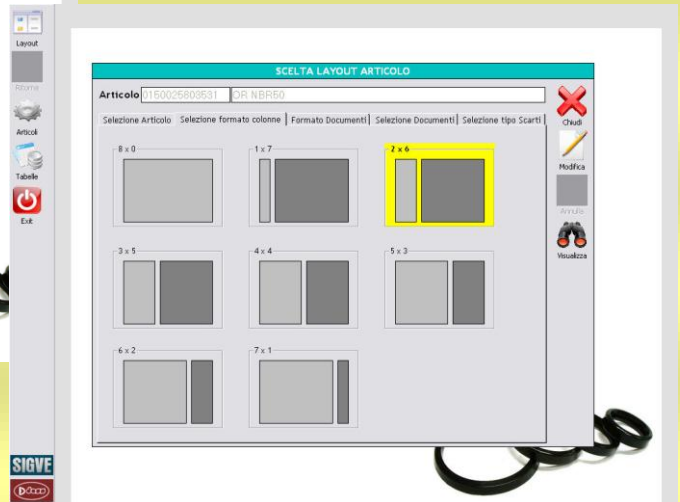 Layout
Ritorna
Articoli
Tabelle
Exit
SIGVE
SCELTA LAYOUT ARTICOLO
Articolo 0150025803531 OR NBR50
Selezione Articolo Selezione formato colonne Formato Documenti Selezione Documenti Selezione tipo Scarti
8 x 0
1 x 7
2 x 6
3 x 5
4 x 4
5 x 3
6 x 2
7 x 1
Chiudi
Modifica
Annulla
Visualizza